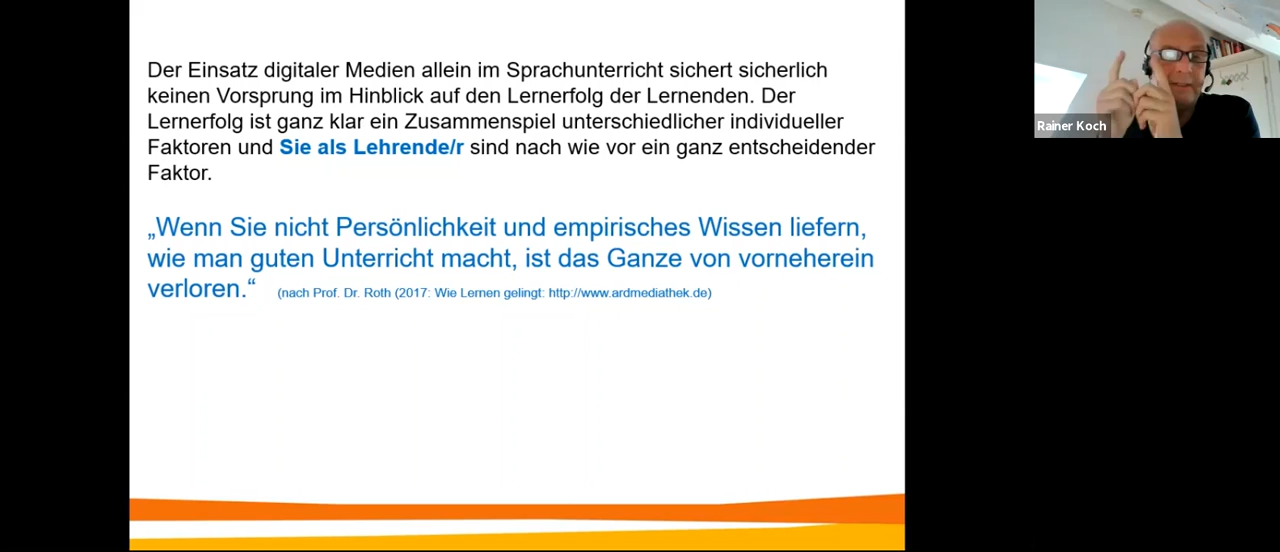 Der Einsatz digitaler Medien allein im Sprachunterricht sichert sicherlich
keinen Vorsprung im Hinblick auf den Lernerfolg der Lernenden. Der
Lernerfolg ist ganz klar ein Zusammenspiel unterschiedlicher individueller
Faktoren und Sie als Lehrende/r sind nach wie vor ein ganz entscheidender
Faktor.
„Wenn Sie nicht Persönlichkeit und empirisches Wissen liefern,
wie man guten Unterricht macht, ist das Ganze von vorneherein
verloren.“ (nach Prof. Dr. Roth (2017: Wie Lernen gelingt: http://www.ardmediathek.de)
Rainer Koch